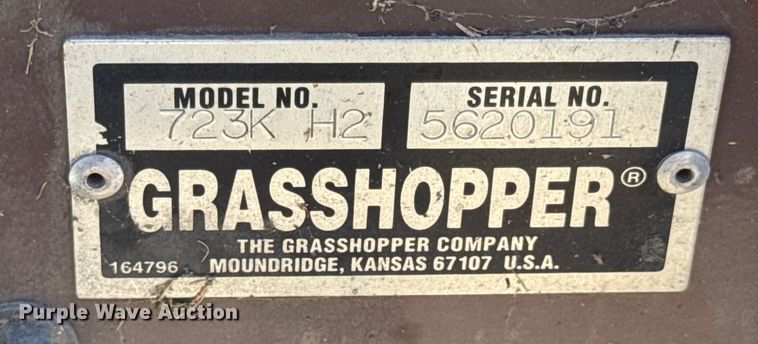 MODEL NO. SERIAL NO.
723K H2 5620191
GRASSHOPPER®
THE GRASSHOPPER COMPANY
164796 MOUNDRIDGE, KANSAS 67107 U.S.A.
Purple Wave Auction